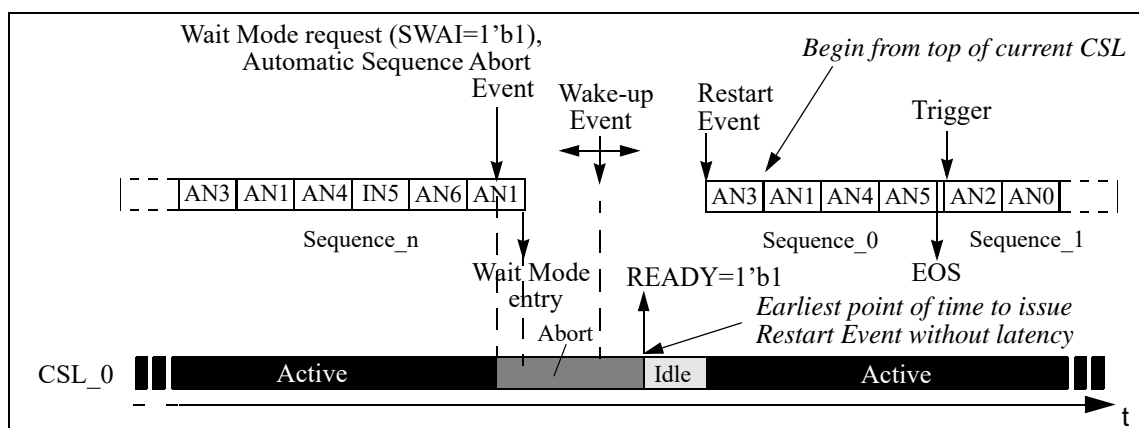 Wait Mode request (SWAI=1’b1),
Automatic Sequence Abort
Event
Wake-up
Event
Restart
Event
Begin from top of current CSL
Trigger
AN3 AN1 AN4 IN5 AN6 AN1
AN3 AN1 AN4 AN5 AN2 AN0
Sequence_n
Sequence_0
Sequence_1
Wait Mode
entry
READY=1’b1
EOS
Earliest point of time to issue
Restart Event without latency
Abort
CSL_0
Active
Idle
Active
t